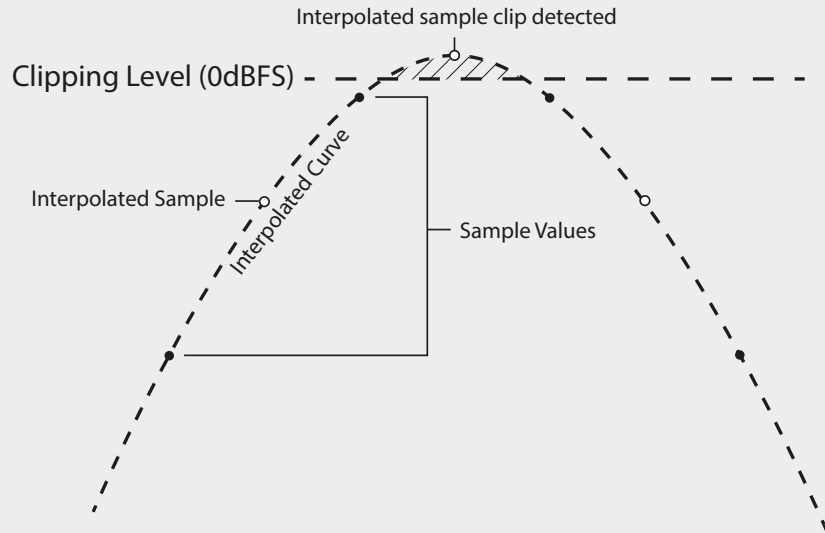 Interpolated sample clip detected
Clipping Level (0dBFS)
Interpolated Sample
Interpolated Curve
Sample Values